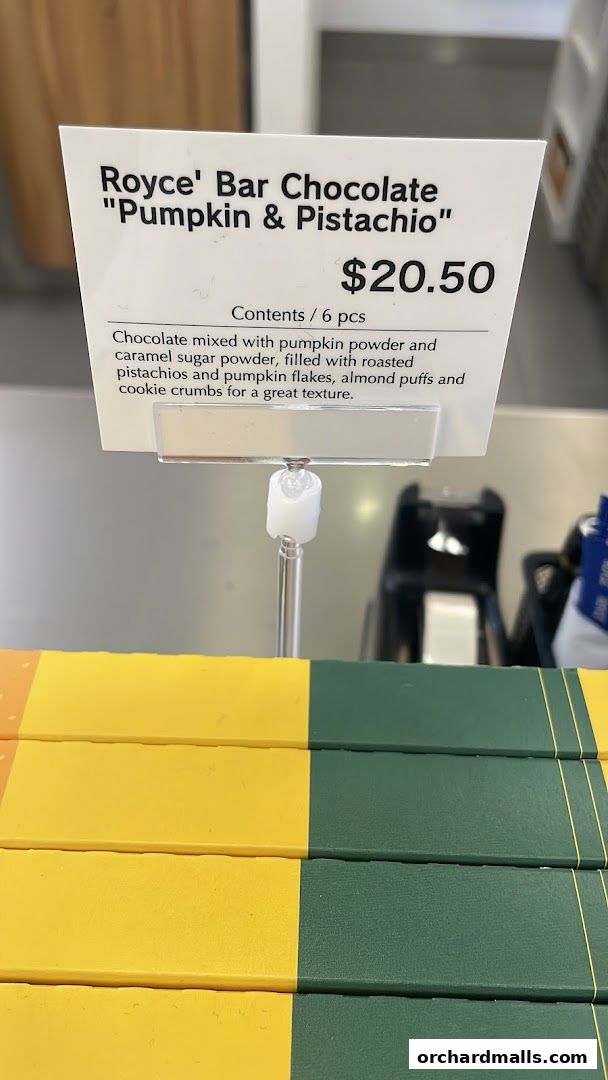 Royce' Bar Chocolate
"Pumpkin & Pistachio"
$20.50
Contents / 6 pcs
Chocolate mixed with pumpkin powder and
caramel sugar powder, filled with roasted
pistachios and pumpkin flakes, almond puffs and
cookie crumbs for a great texture.
orchardmalls.com